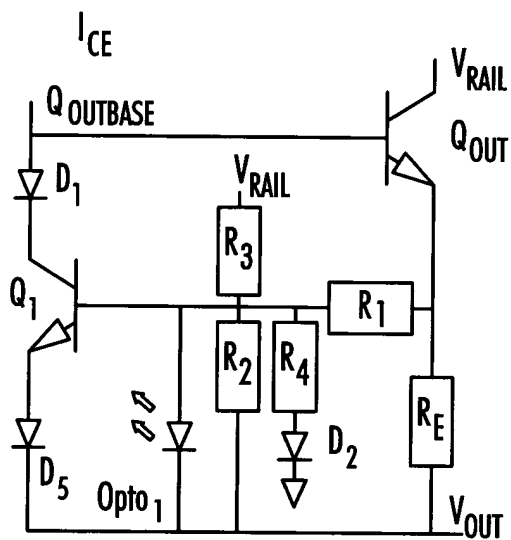 I_CE
Q_OUTBASE
V_RAIL
Q_OUT
D_1
V_RAIL
R_3
Q_1
R_1
R_2
R_4
R_E
D_2
D_5
Opto_1
V_OUT